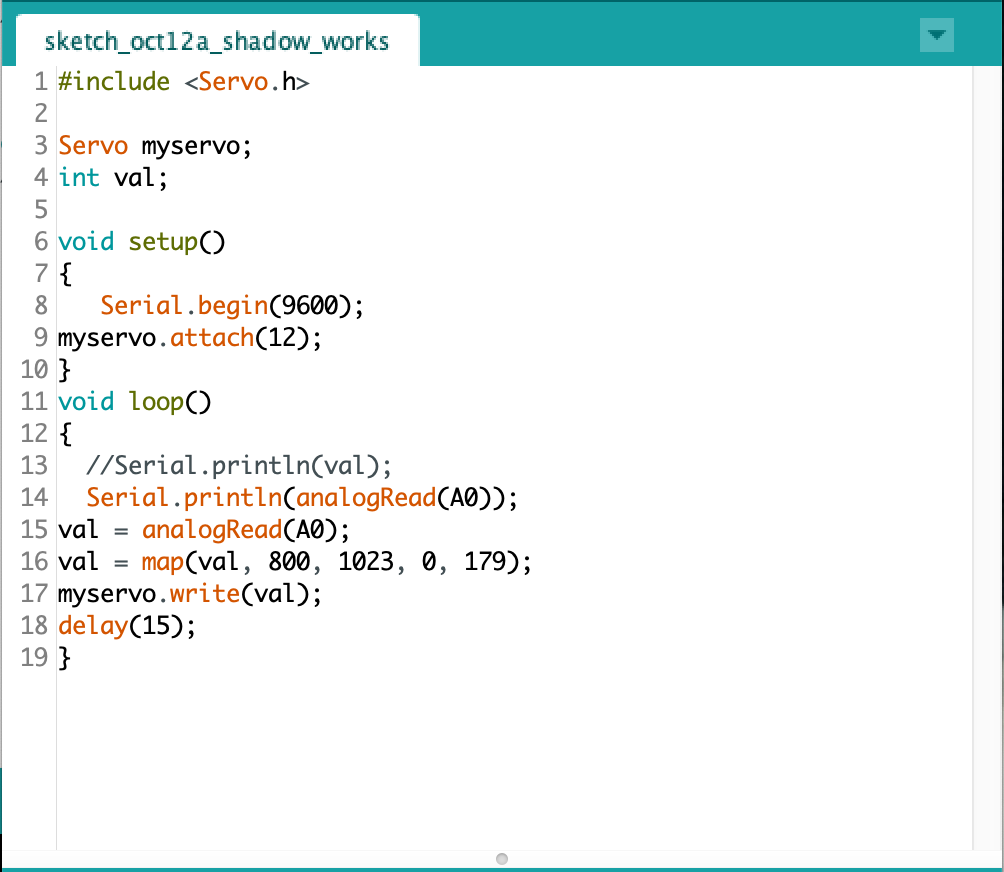 sketch_oct12a_shadow_works
1 #include <Servo.h>
2
3 Servo myservo;
4 int val;
5
6 void setup()
7 {
8    Serial.begin(9600);
9 myservo.attach(12);
10 }
11 void loop()
12 {
13   //Serial.println(val);
14   Serial.println(analogRead(A0));
15 val = analogRead(A0);
16 val = map(val, 800, 1023, 0, 179);
17 myservo.write(val);
18 delay(15);
19 }